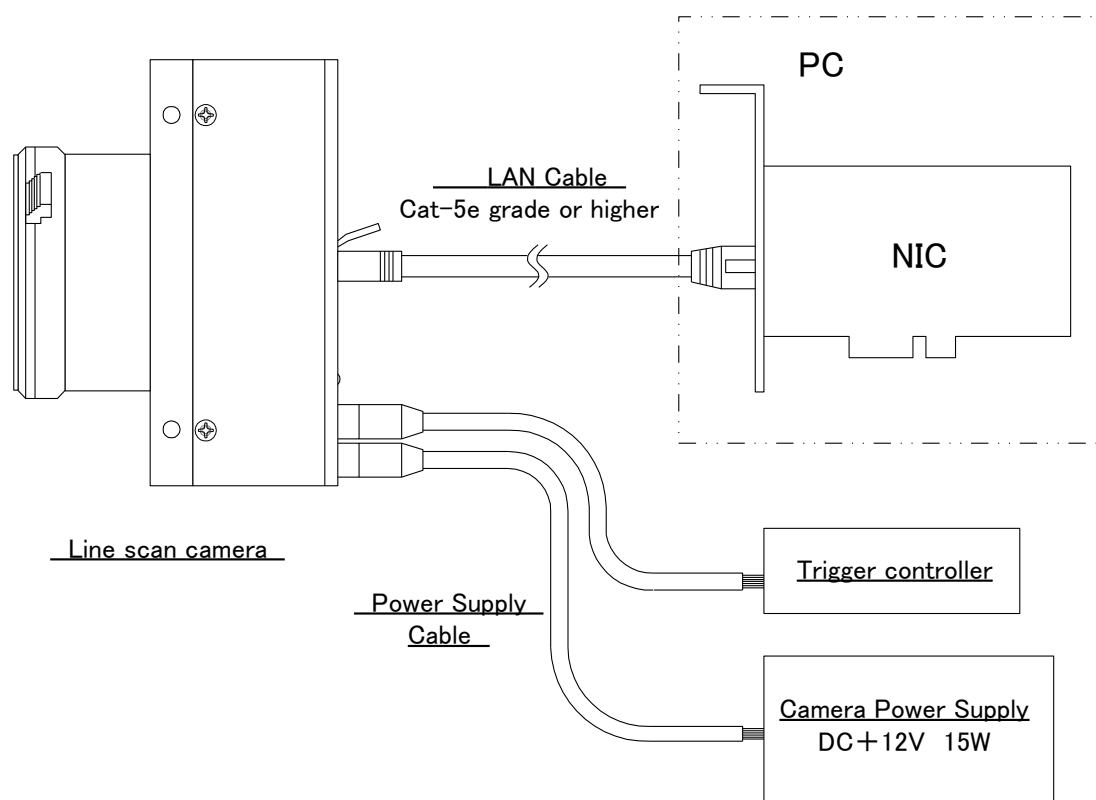 PC
LAN Cable
Cat-5e grade or higher
NIC
Line scan camera
Trigger controller
Power Supply
Cable
Camera Power Supply
DC＋12V 15W